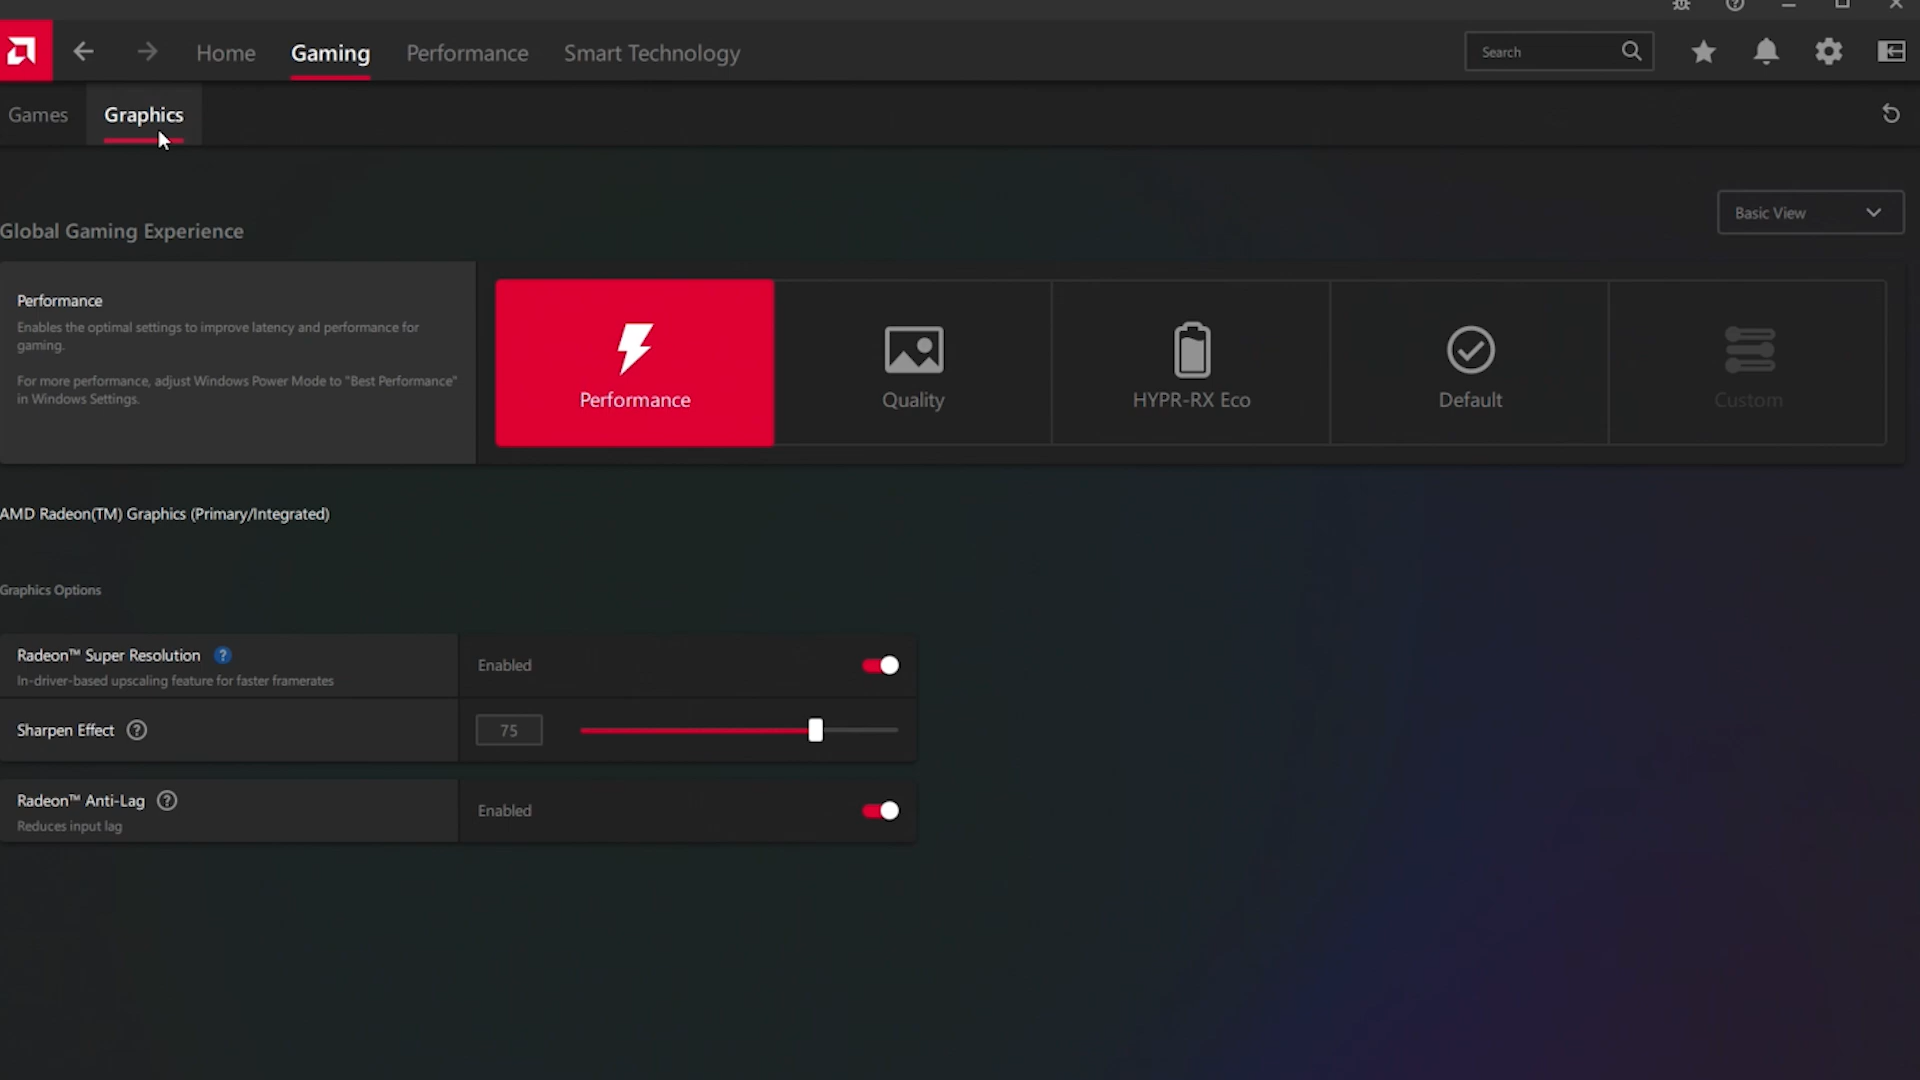 Home
Gaming
Performance
Smart Technology
Search
Games
Graphics
Global Gaming Experience
Basic View
Performance
Enables the optimal settings to improve latency and performance for
gaming.
For more performance, adjust Windows Power Mode to "Best Performance"
in Windows Settings.
Performance
Quality
HYPR-RX Eco
Default
Custom
AMD Radeon(TM) Graphics (Primary/Integrated)
Graphics Options
Radeon™ Super Resolution ?
In-driver-based upscaling feature for faster framerates
Enabled
Sharpen Effect ?
75
Radeon™ Anti-Lag ?
Reduces input lag
Enabled